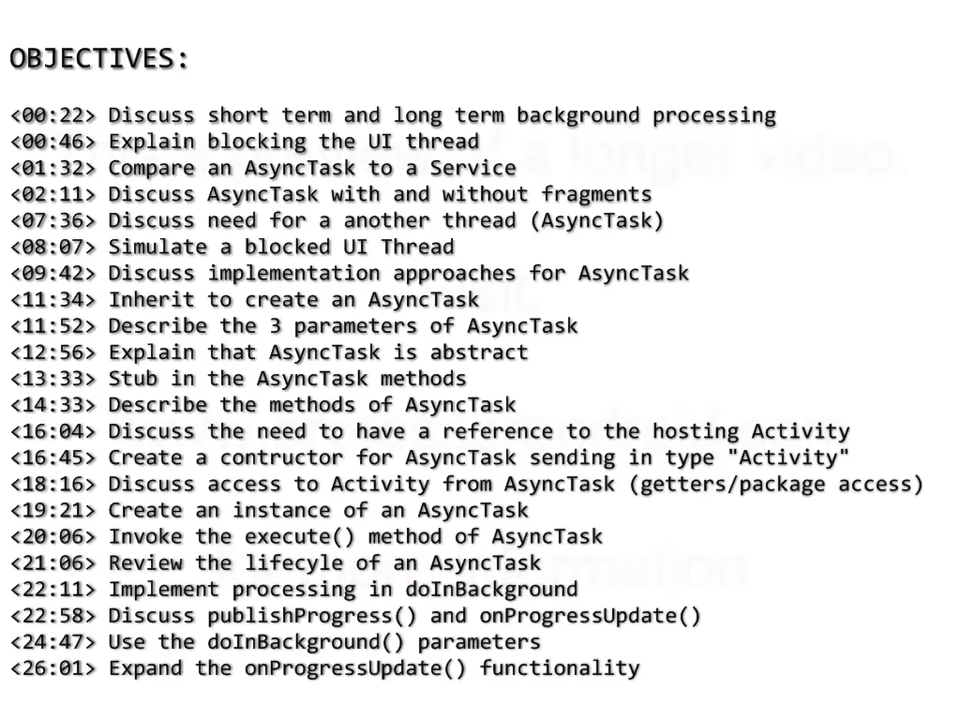 OBJECTIVES:
<00:22> Discuss short term and long term background processing
<00:46> Explain blocking the UI thread
<01:32> Compare an AsyncTask to a Service
<02:11> Discuss AsyncTask with and without fragments
<07:36> Discuss need for a another thread (AsyncTask)
<08:07> Simulate a blocked UI Thread
<09:42> Discuss implementation approaches for AsyncTask
<11:34> Inherit to create an AsyncTask
<11:52> Describe the 3 parameters of AsyncTask
<12:56> Explain that AsyncTask is abstract
<13:33> Stub in the AsyncTask methods
<14:33> Describe the methods of AsyncTask
<16:04> Discuss the need to have a reference to the hosting Activity
<16:45> Create a contructor for AsyncTask sending in type "Activity"
<18:16> Discuss access to Activity from AsyncTask (getters/package access)
<19:21> Create an instance of an AsyncTask
<20:06> Invoke the execute() method of AsyncTask
<21:06> Review the lifecyle of an AsyncTask
<22:11> Implement processing in doInBackground
<22:58> Discuss publishProgress() and onProgressUpdate()
<24:47> Use the doInBackground() parameters
<26:01> Expand the onProgressUpdate() functionality
a longer video.